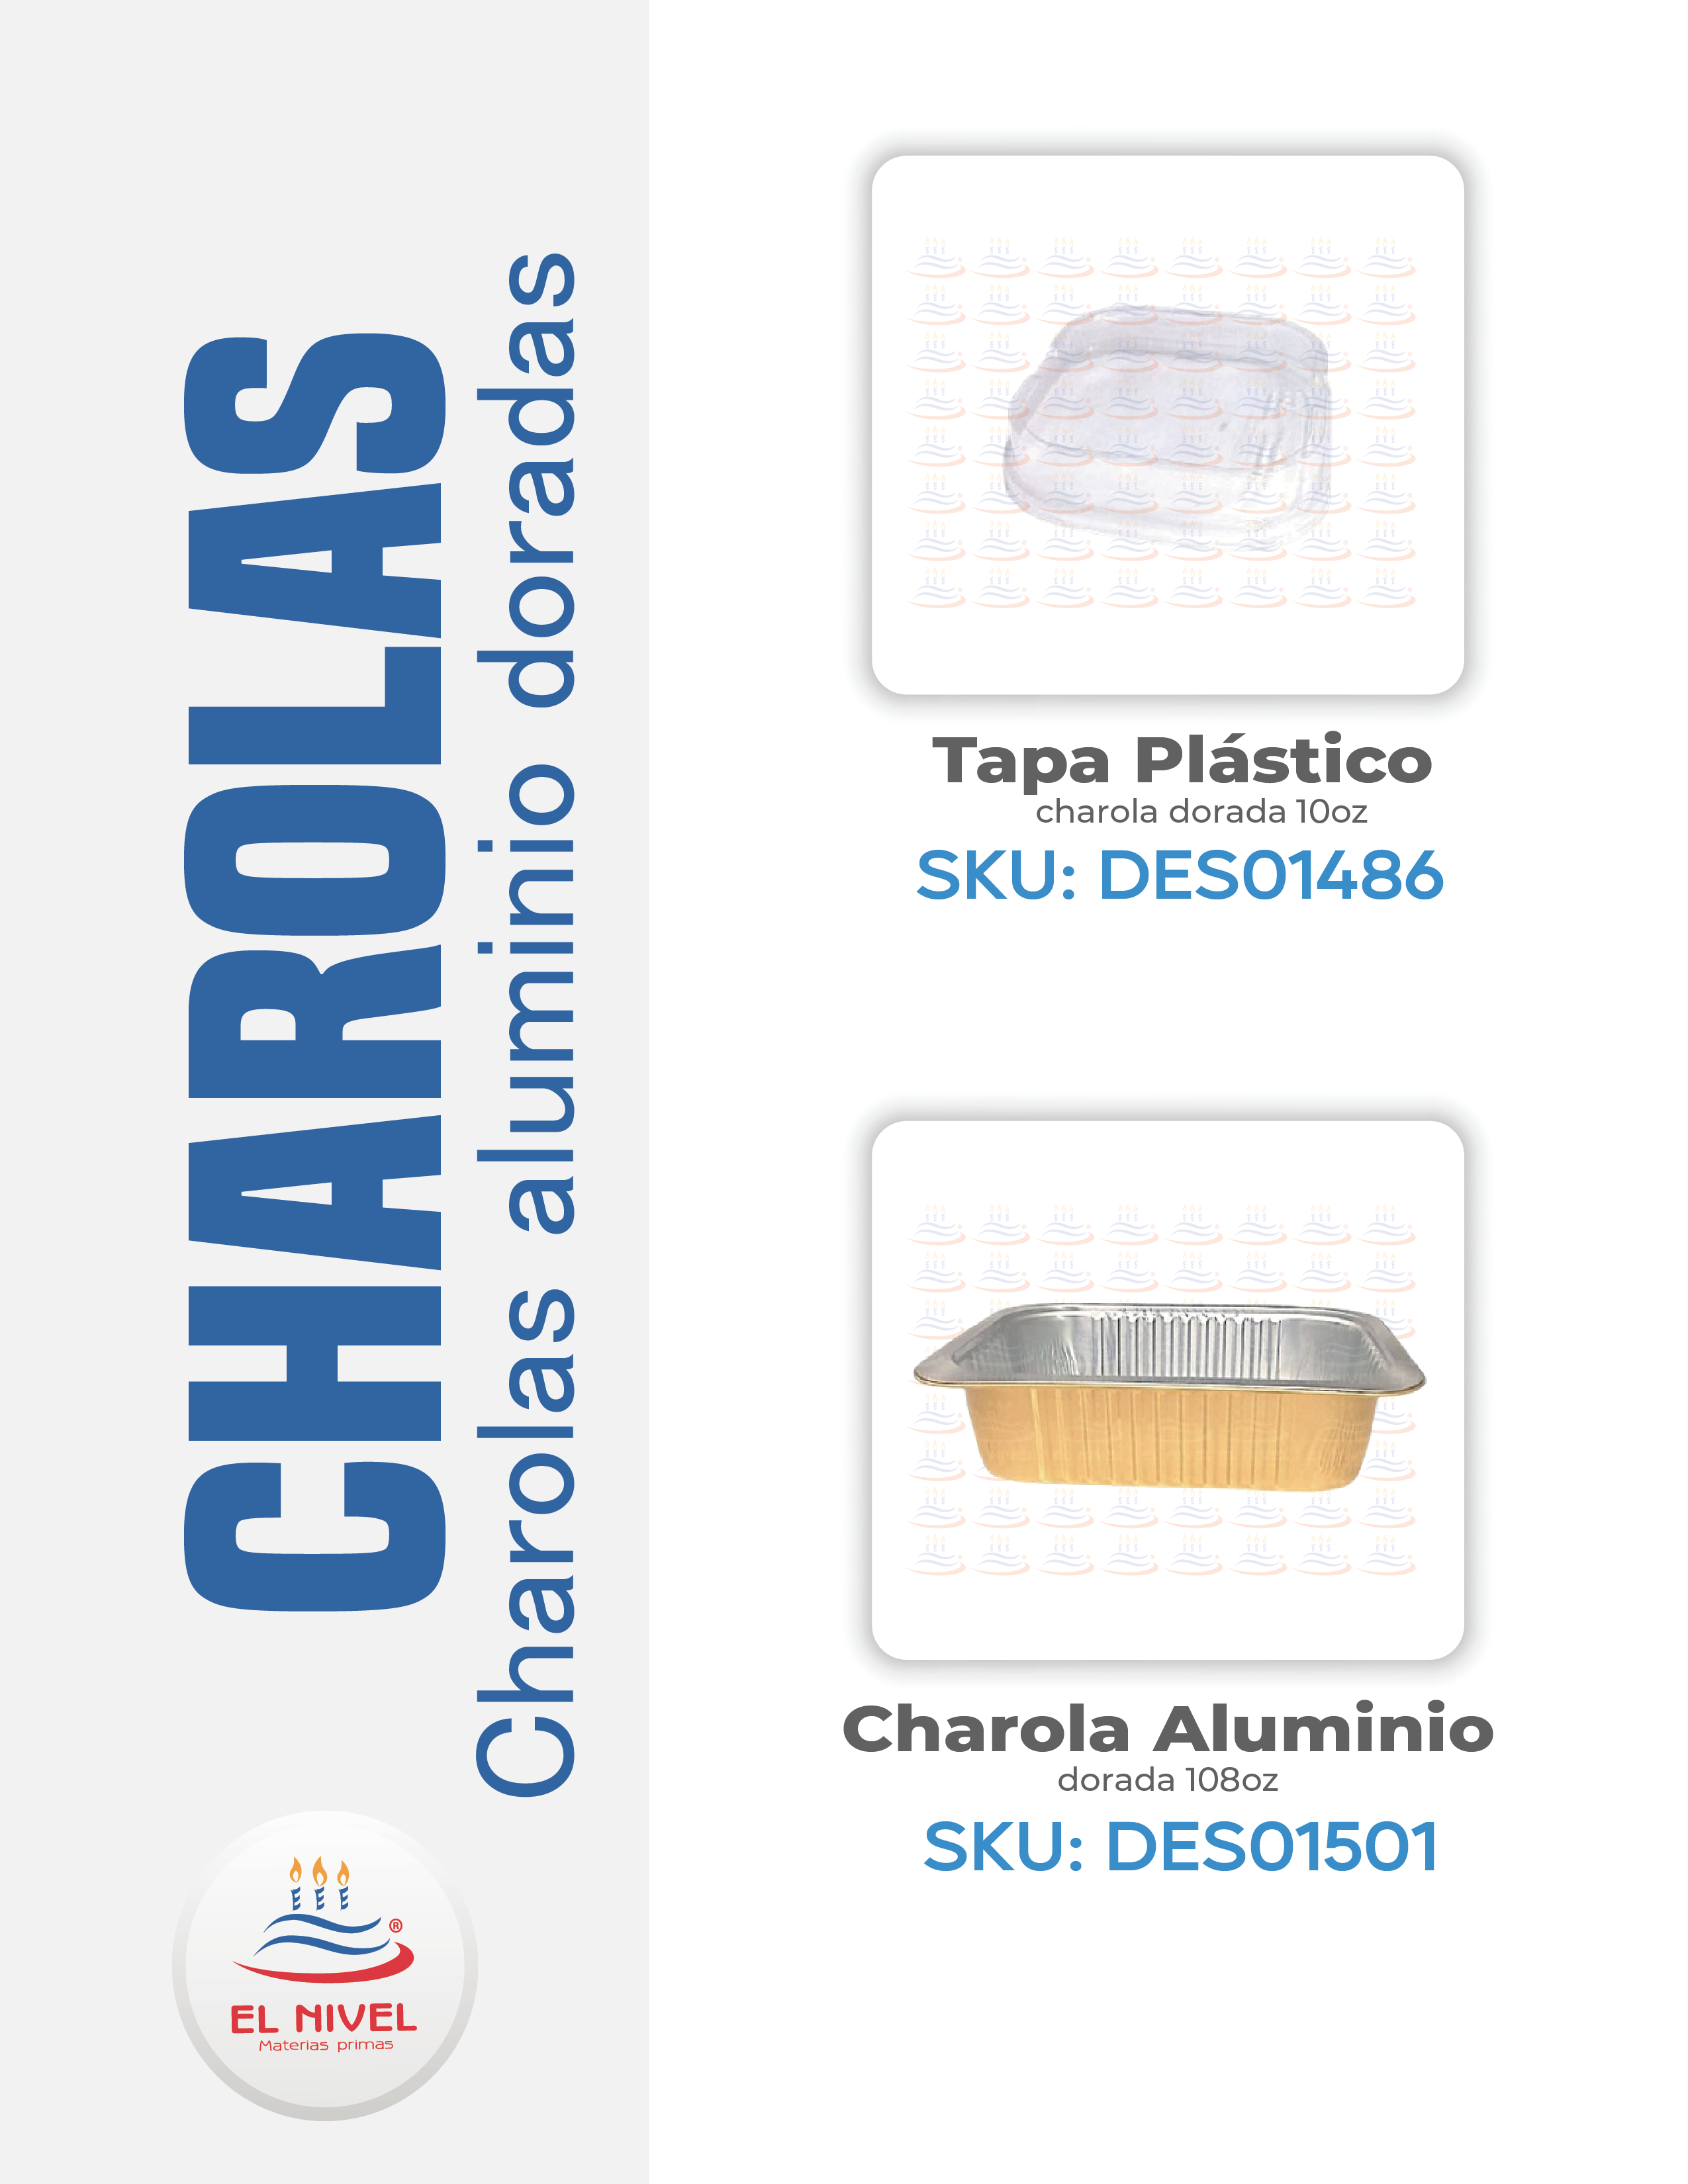 CHAROLAS
Charolas aluminio doradas
Tapa Plástico
charola dorada 10oz
SKU: DES01486
Charola Aluminio
dorada 108oz
SKU: DES01501
®
EL NIVEL
Materias primas